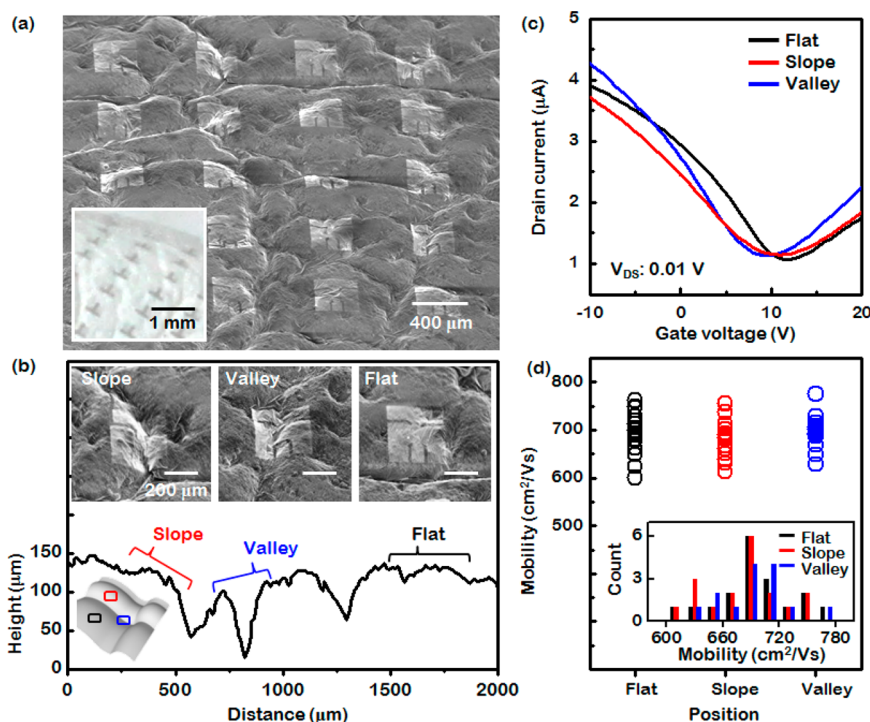 (a)
1 mm
400 μm
(b)
Slope
Valley
Flat
200 μm
Slope
Valley
Flat
150
100
50
0
Height (μm)
0
500
1000
1500
2000
Distance (μm)
(c)
5
4
3
2
1
Drain current (μA)
Flat
Slope
Valley
V_DS: 0.01 V
-10
0
10
20
Gate voltage (V)
(d)
800
700
600
500
Mobility (cm²/Vs)
6
3
0
Count
Flat
Slope
Valley
600
660
720
780
Mobility (cm²/Vs)
Flat
Slope
Valley
Position